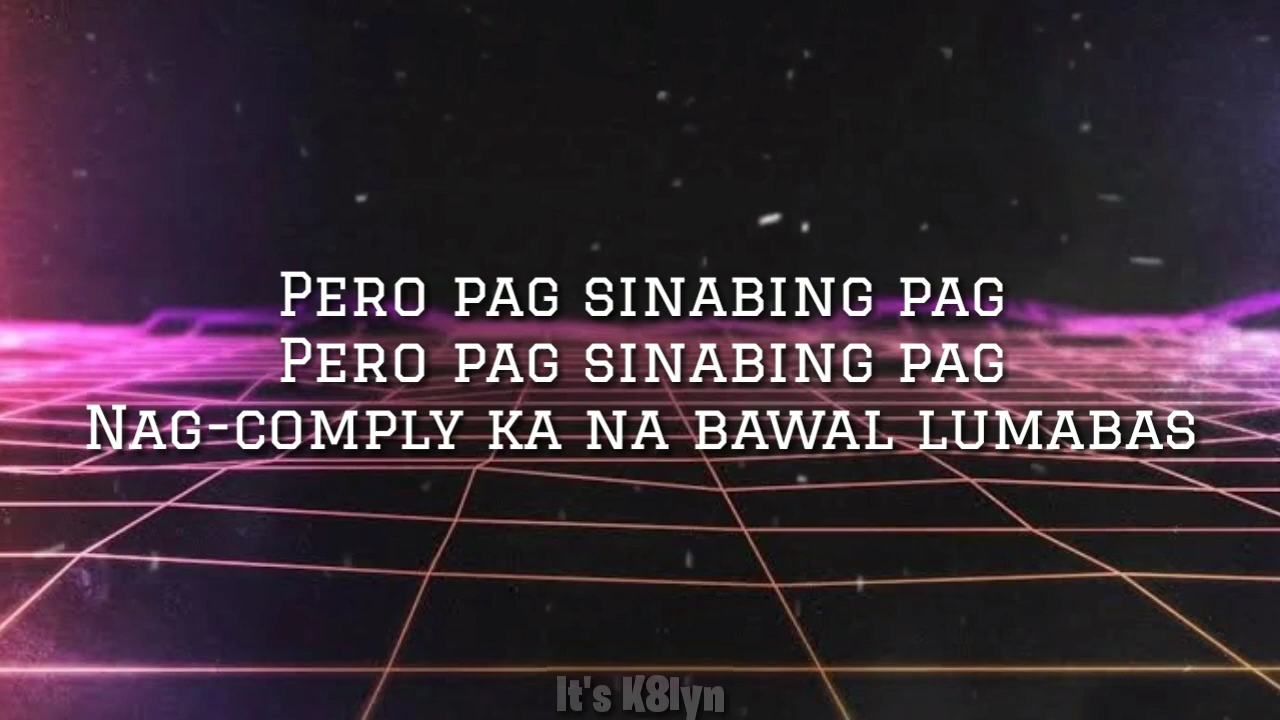 Pero pag sinabing pag
Pero pag sinabing pag
Nag-comply ka na bawal lumabas
It's K8lyn